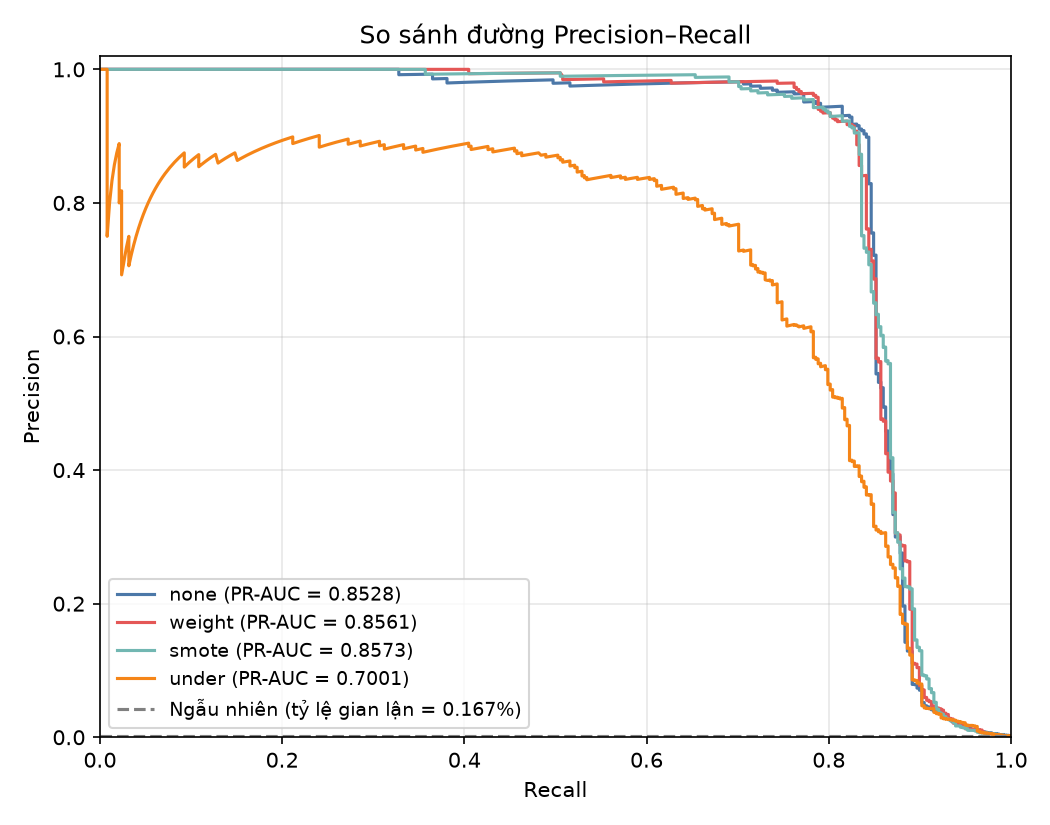 So sánh đường Precision–Recall
Precision
1.0
0.8
0.6
0.4
0.2
0.0
none (PR-AUC = 0.8528)
weight (PR-AUC = 0.8561)
smote (PR-AUC = 0.8573)
under (PR-AUC = 0.7001)
Ngẫu nhiên (tỷ lệ gian lận = 0.167%)
0.0 0.2 0.4 0.6 0.8 1.0
Recall